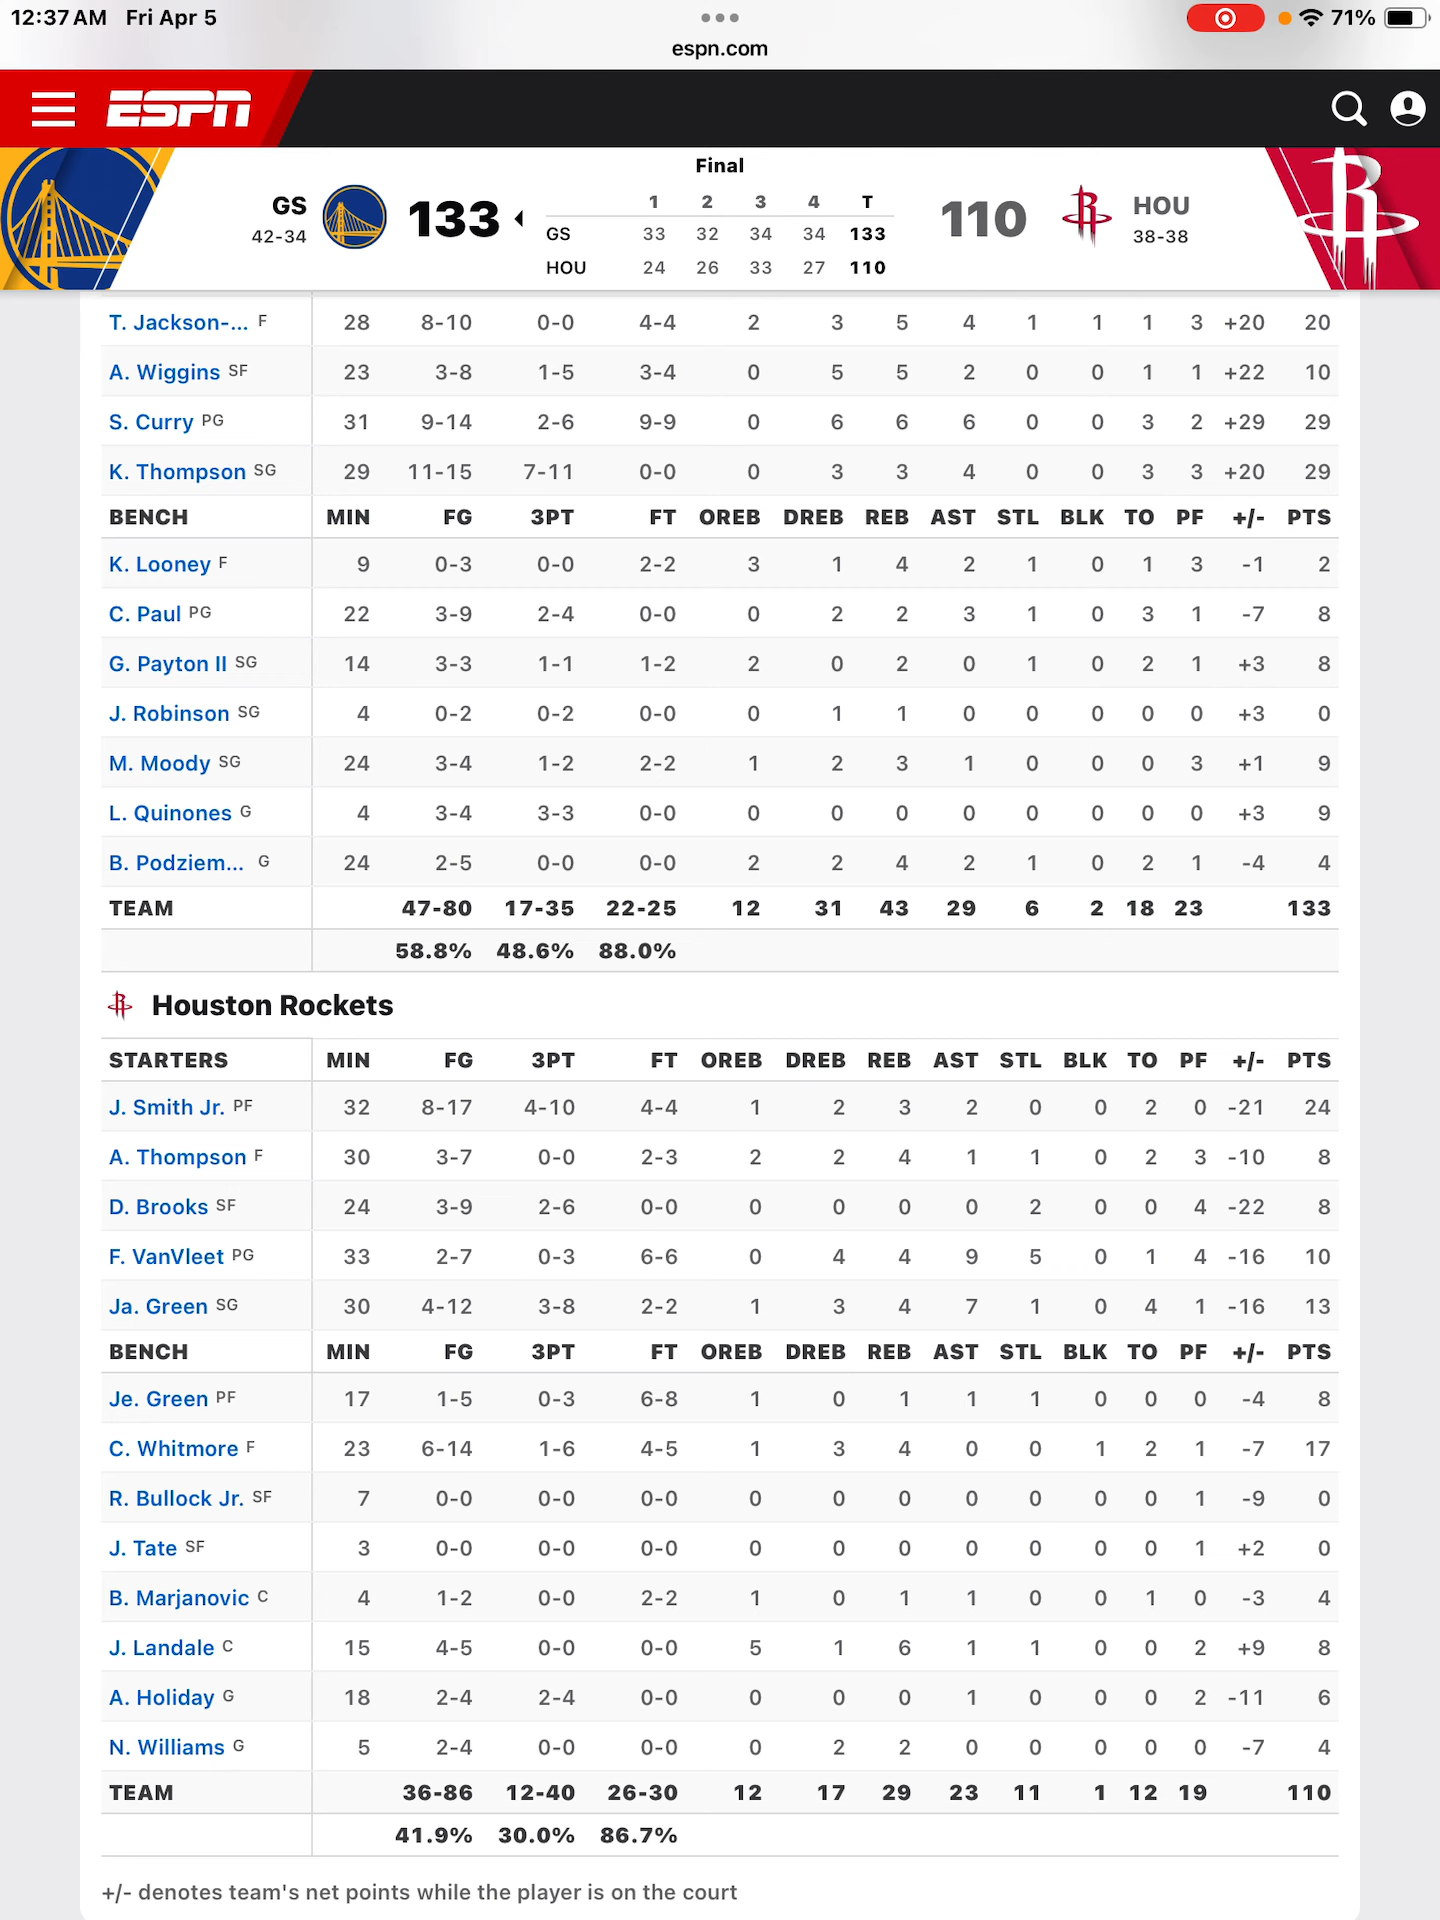 12:37 AM Fri Apr 5 71%
espn.com
ESPN
Final
GS 42-34 133 110 HOU 38-38
1 2 3 4 T
GS 33 32 34 34 133
HOU 24 26 33 27 110
T. Jackson-... F 28 8-10 0-0 4-4 2 3 5 4 1 1 1 3 +20 20
A. Wiggins SF 23 3-8 1-5 3-4 0 5 5 2 0 0 1 1 +22 10
S. Curry PG 31 9-14 2-6 9-9 0 6 6 6 0 0 3 2 +29 29
K. Thompson SG 29 11-15 7-11 0-0 0 3 3 4 0 0 3 3 +20 29
BENCH MIN FG 3PT FT OREB DREB REB AST STL BLK TO PF +/- PTS
K. Looney F 9 0-3 0-0 2-2 3 1 4 2 1 0 1 3 -1 2
C. Paul PG 22 3-9 2-4 0-0 0 2 2 3 1 0 3 1 -7 8
G. Payton II SG 14 3-3 1-1 1-2 2 0 2 0 1 0 2 1 +3 8
J. Robinson SG 4 0-2 0-2 0-0 0 1 1 0 0 0 0 0 +3 0
M. Moody SG 24 3-4 1-2 2-2 1 2 3 1 0 0 0 3 +1 9
L. Quinones G 4 3-4 3-3 0-0 0 0 0 0 0 0 0 0 +3 9
B. Podziem... G 24 2-5 0-0 0-0 2 2 4 2 1 0 2 1 -4 4
TEAM 47-80 17-35 22-25 12 31 43 29 6 2 18 23 133
58.8% 48.6% 88.0%
Houston Rockets
STARTERS MIN FG 3PT FT OREB DREB REB AST STL BLK TO PF +/- PTS
J. Smith Jr. PF 32 8-17 4-10 4-4 1 2 3 2 0 0 2 0 -21 24
A. Thompson F 30 3-7 0-0 2-3 2 2 4 1 1 0 2 3 -10 8
D. Brooks SF 24 3-9 2-6 0-0 0 0 0 0 2 0 0 4 -22 8
F. VanVleet PG 33 2-7 0-3 6-6 0 4 4 9 5 0 1 4 -16 10
Ja. Green SG 30 4-12 3-8 2-2 1 3 4 7 1 0 4 1 -16 13
BENCH MIN FG 3PT FT OREB DREB REB AST STL BLK TO PF +/- PTS
Je. Green PF 17 1-5 0-3 6-8 1 0 1 1 1 0 0 0 -4 8
C. Whitmore F 23 6-14 1-6 4-5 1 3 4 0 0 1 2 1 -7 17
R. Bullock Jr. SF 7 0-0 0-0 0-0 0 0 0 0 0 0 0 1 -9 0
J. Tate SF 3 0-0 0-0 0-0 0 0 0 0 0 0 0 1 +2 0
B. Marjanovic C 4 1-2 0-0 2-2 1 0 1 1 0 0 1 0 -3 4
J. Landale C 15 4-5 0-0 0-0 5 1 6 1 1 0 0 2 +9 8
A. Holiday G 18 2-4 2-4 0-0 0 0 0 1 0 0 0 2 -11 6
N. Williams G 5 2-4 0-0 0-0 0 2 2 0 0 0 0 0 -7 4
TEAM 36-86 12-40 26-30 12 17 29 23 11 1 12 19 110
41.9% 30.0% 86.7%
+/- denotes team's net points while the player is on the court